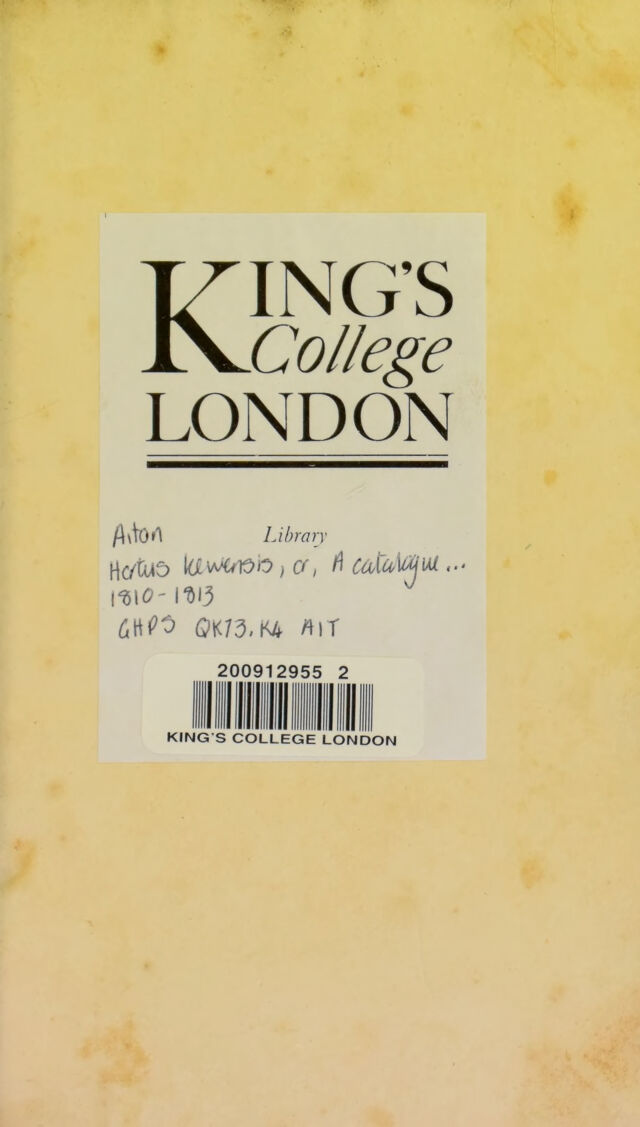 KING'S
College
LONDON
Aiton Library
Hortus kewensis, or, A catalogue...
1810-1813
GHPS QK73.K4 AIT
200912955 2
KING'S COLLEGE LONDON